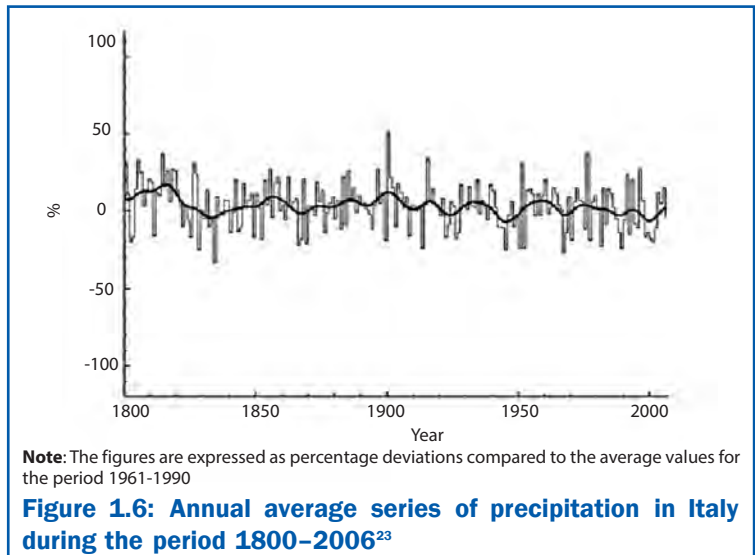 100
50
%
0
-50
-100
1800
1850
1900
1950
2000
Year
Note: The figures are expressed as percentage deviations compared to the average values for
the period 1961-1990
Figure 1.6: Annual average series of precipitation in Italy
during the period 1800–2006²³